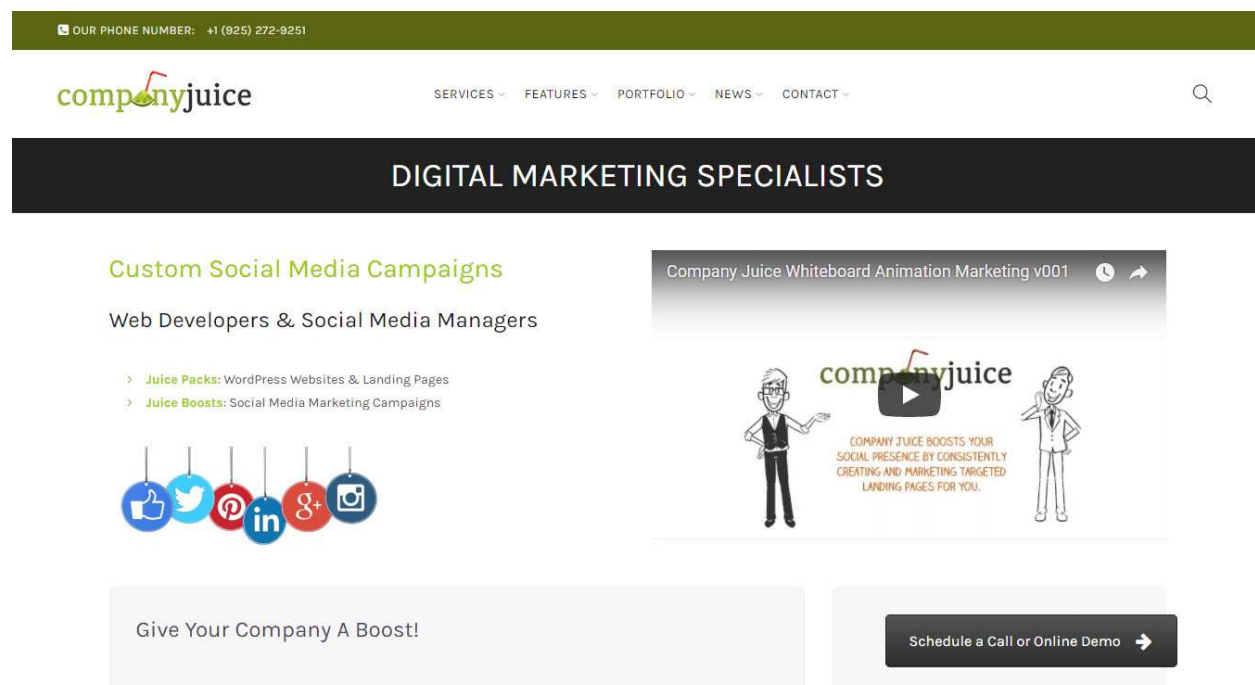 OUR PHONE NUMBER: +1 (925) 272-9251
companyjuice
SERVICES FEATURES PORTFOLIO NEWS CONTACT
DIGITAL MARKETING SPECIALISTS
Custom Social Media Campaigns
Web Developers & Social Media Managers
Juice Packs: WordPress Websites & Landing Pages
Juice Boosts: Social Media Marketing Campaigns
in
g+
Company Juice Whiteboard Animation Marketing v001
companyjuice
COMPANY JUICE BOOSTS YOUR
SOCIAL PRESENCE BY CONSISTENTLY
CREATING AND MARKETING TARGETED
LANDING PAGES FOR YOU.
Give Your Company A Boost!
Schedule a Call or Online Demo